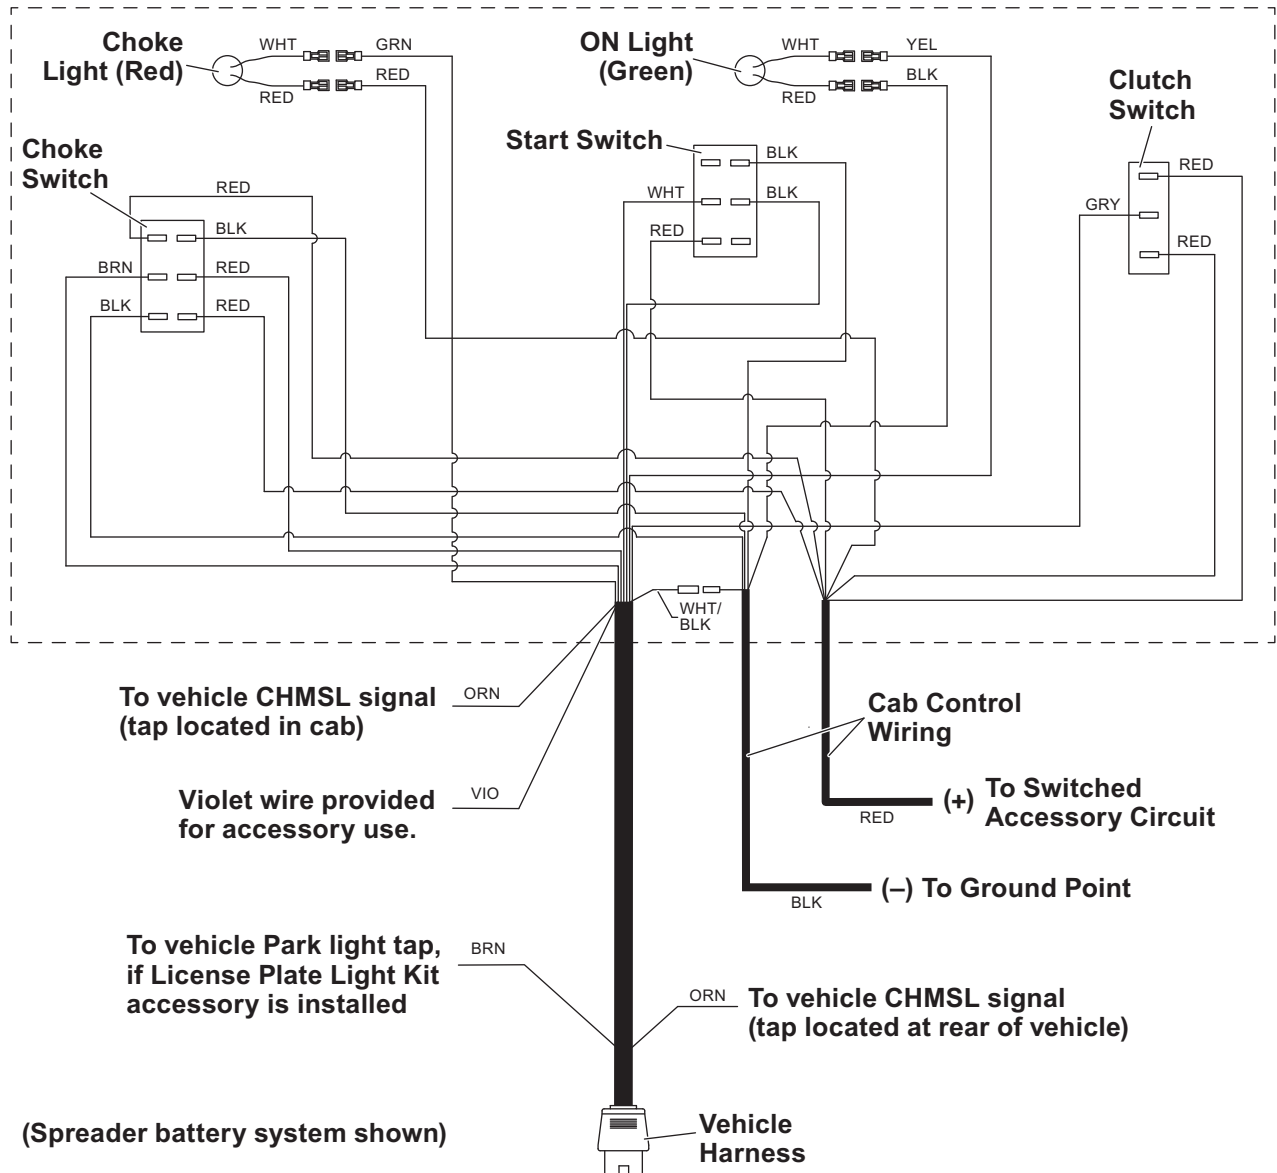 Choke
Light (Red)
WHT
GRN
RED
RED
ON Light
(Green)
WHT
YEL
BLK
RED
Clutch
Switch
RED
GRY
RED
Start Switch
BLK
WHT
BLK
RED
Choke
Switch
RED
BLK
BRN
RED
BLK
RED
WHT/
BLK
To vehicle CHMSL signal
(tap located in cab)
ORN
Cab Control
Wiring
Violet wire provided
for accessory use.
VIO
(+)
To Switched
Accessory Circuit
RED
(–) To Ground Point
BLK
To vehicle Park light tap,
if License Plate Light Kit
accessory is installed
BRN
ORN
To vehicle CHMSL signal
(tap located at rear of vehicle)
(Spreader battery system shown)
Vehicle
Harness